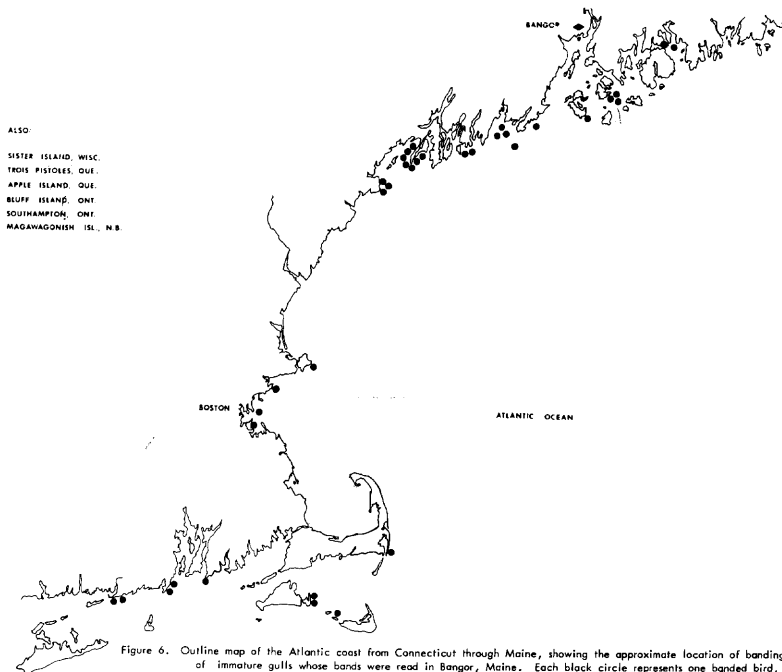 BANGOR
ALSO:
SISTER ISLAND, WISC.
TROIS PISTOLES, QUE.
APPLE ISLAND, QUE.
BLUFF ISLAND, ONT.
SOUTHAMPTON, ONT.
MAGAWAGONISH ISL., N.B.
BOSTON
ATLANTIC OCEAN
Figure 6. Outline map of the Atlantic coast from Connecticut through Maine, showing the approximate location of banding
of immature gulls whose bands were read in Bangor, Maine. Each black circle represents one banded bird.